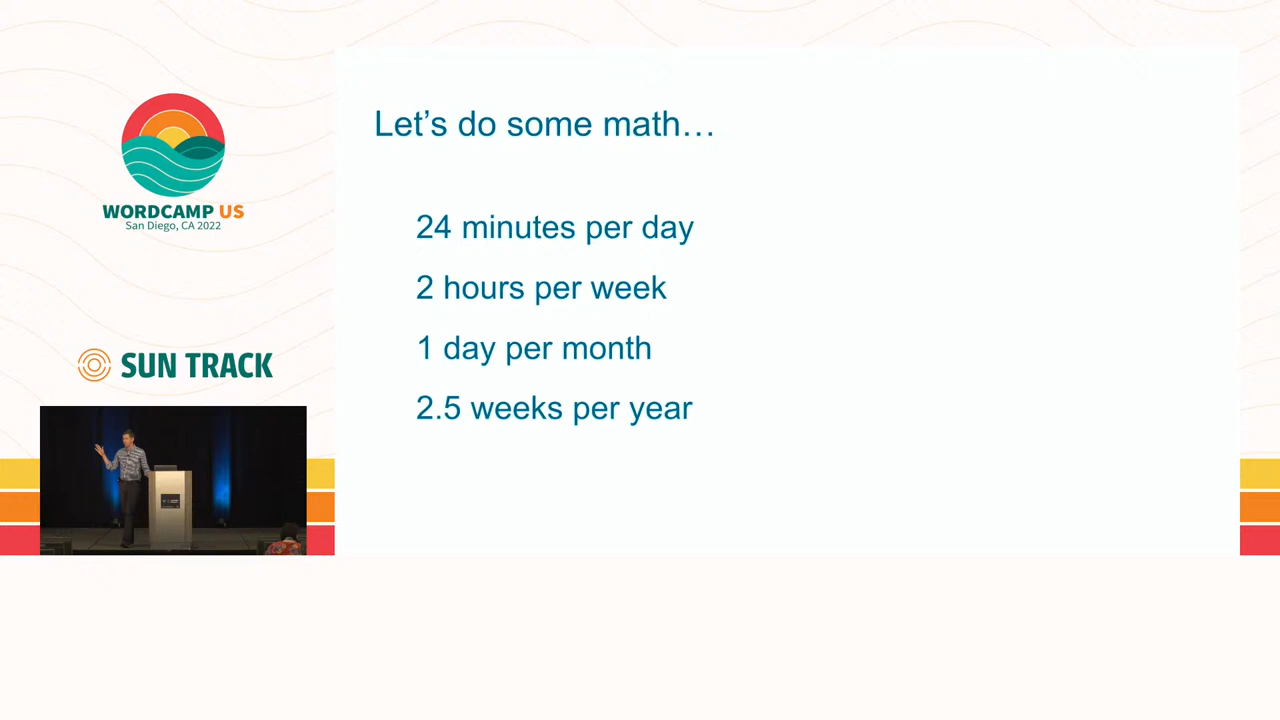 WORDCAMP US
San Diego, CA 2022
SUN TRACK
Let's do some math…
24 minutes per day
2 hours per week
1 day per month
2.5 weeks per year